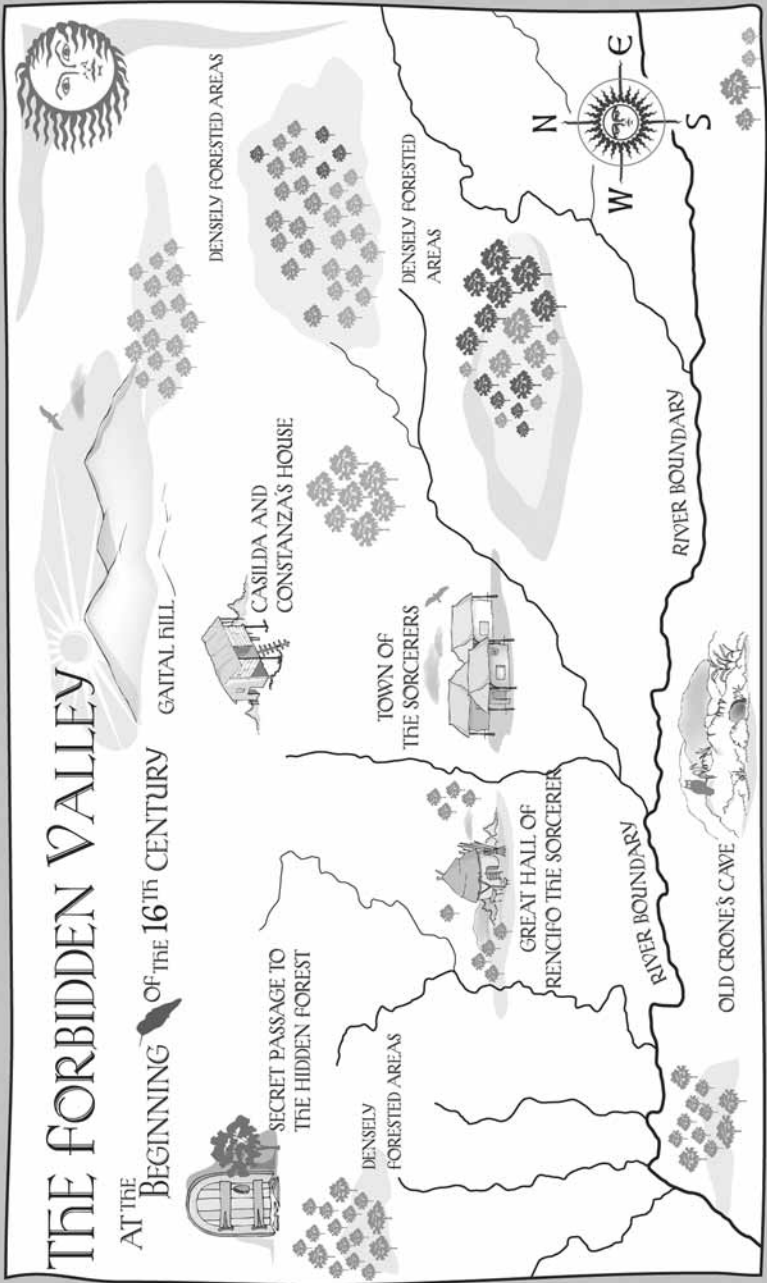 THE FORBIDDEN VALLEY
AT THE
BEGINNING OF THE 16TH CENTURY
GAITAL HILL
DENSELY FORESTED AREAS
SECRET PASSAGE TO
THE HIDDEN FOREST
CASILDA AND
CONSTANZA'S HOUSE
DENSELY
FORESTED AREAS
TOWN OF
THE SORCERERS
DENSELY FORESTED
AREAS
GREAT HALL OF
RENCIFO THE SORCERER
RIVER BOUNDARY
RIVER BOUNDARY
OLD CRONE'S CAVE
N
W
E
S